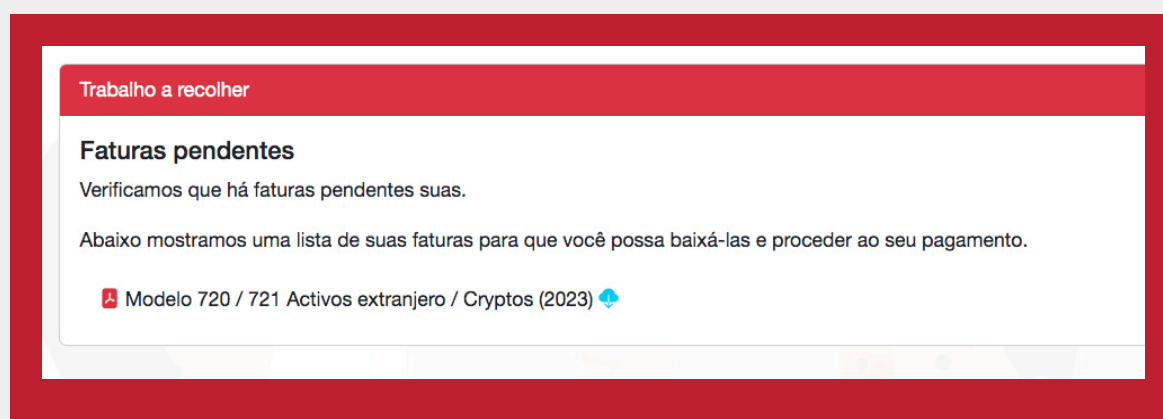 Trabalho a recolher
Faturas pendentes
Verificamos que há faturas pendentes suas.
Abaixo mostramos uma lista de suas faturas para que você possa baixá-las e proceder ao seu pagamento.
Modelo 720 / 721 Activos extranjero / Cryptos (2023)